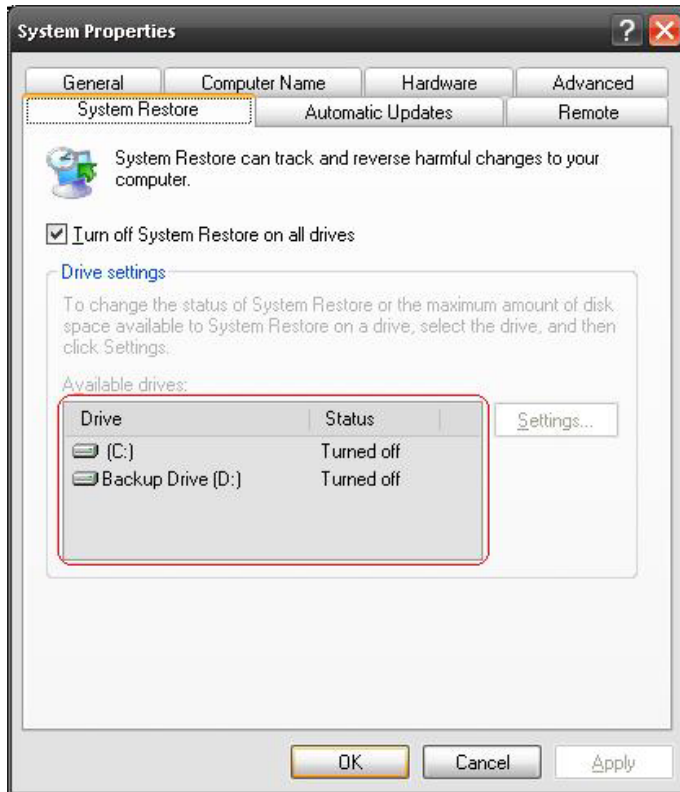 System Properties
General Computer Name Hardware Advanced
System Restore Automatic Updates Remote
System Restore can track and reverse harmful changes to your
computer.
Turn off System Restore on all drives
Drive settings
To change the status of System Restore or the maximum amount of disk
space available to System Restore on a drive, select the drive, and then
click Settings.
Available drives:
Drive Status
(C:) Turned off
Backup Drive (D:) Turned off
Settings...
OK Cancel Apply